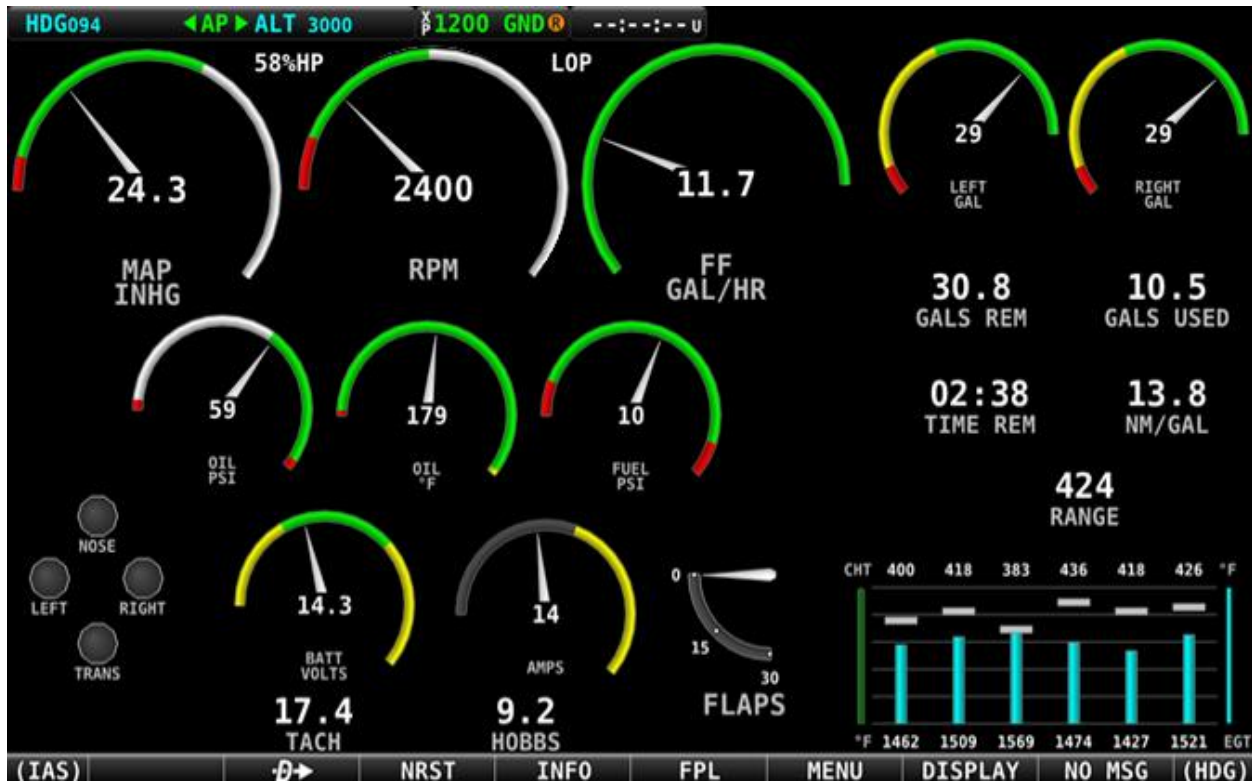 HDG094 ◀AP▶ ALT 3000 XP 1200 GND R --:--:-- U
58%HP LOP
24.3 2400 11.7 29 29
MAP INHG
RPM
FF GAL/HR
LEFT GAL
RIGHT GAL
30.8 10.5
GALS REM GALS USED
59 179 10
OIL PSI
OIL °F
FUEL PSI
02:38 13.8
TIME REM NM/GAL
424
RANGE
NOSE
LEFT RIGHT
TRANS
14.3 14
BATT VOLTS
AMPS
0
15
30
FLAPS
17.4 9.2
TACH HOBBS
CHT 400 418 383 436 418 426 °F
°F 1462 1509 1569 1474 1427 1521 EGT
(IAS) D NRST INFO FPL MENU DISPLAY NO MSG (HDG)